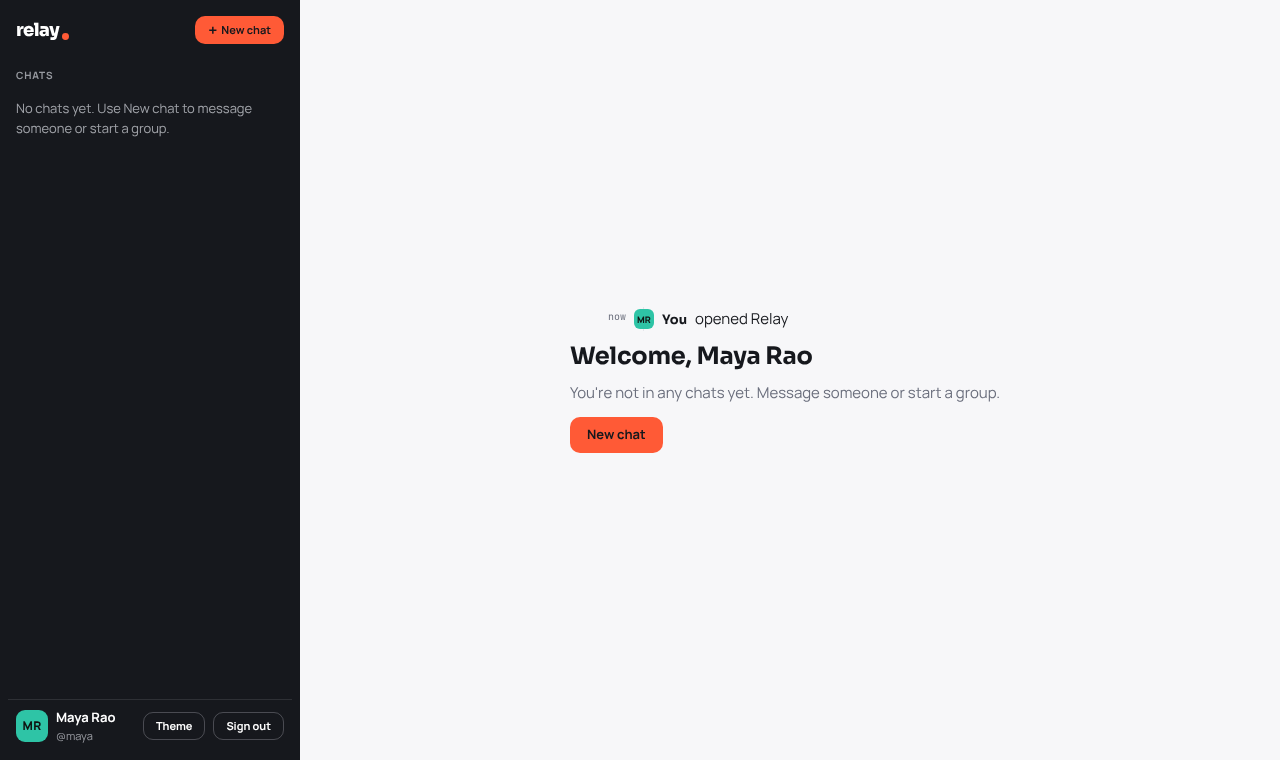 relay
+ New chat
CHATS
No chats yet. Use New chat to message
someone or start a group.
now MR You opened Relay
Welcome, Maya Rao
You're not in any chats yet. Message someone or start a group.
New chat
MR
Maya Rao
@maya
Theme
Sign out